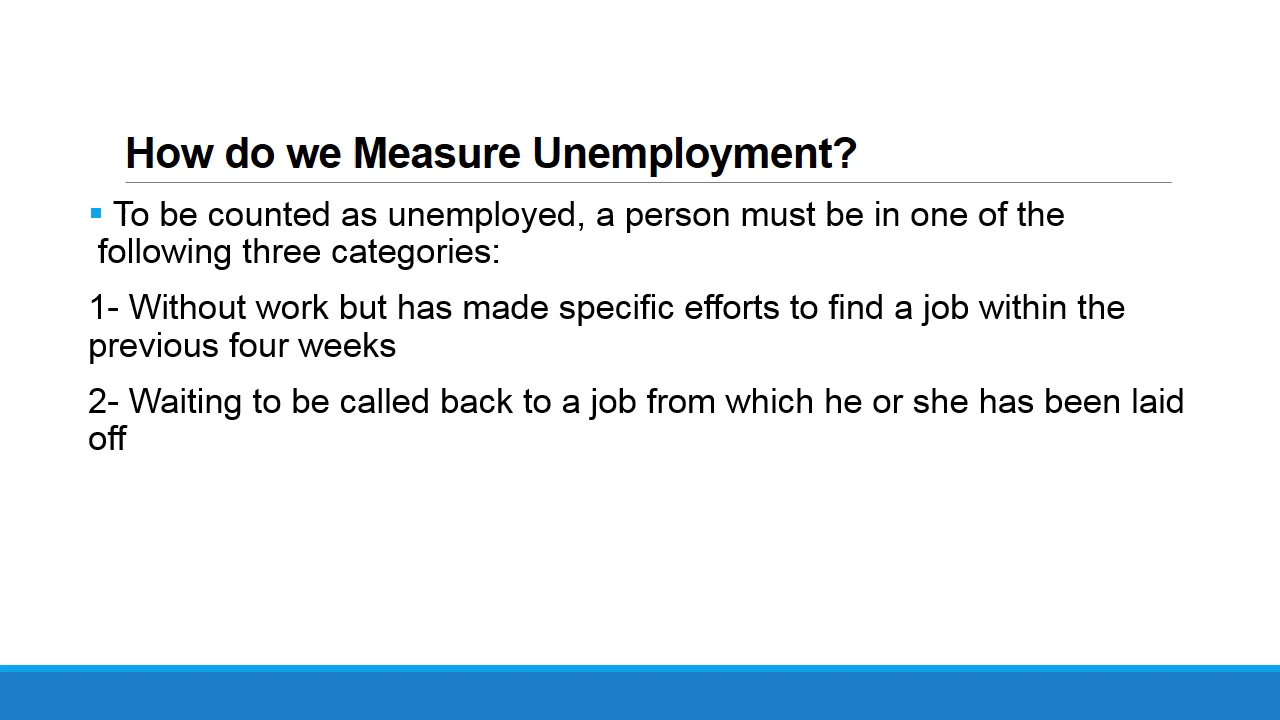 How do we Measure Unemployment?
▪ To be counted as unemployed, a person must be in one of the
following three categories:
1- Without work but has made specific efforts to find a job within the
previous four weeks
2- Waiting to be called back to a job from which he or she has been laid
off